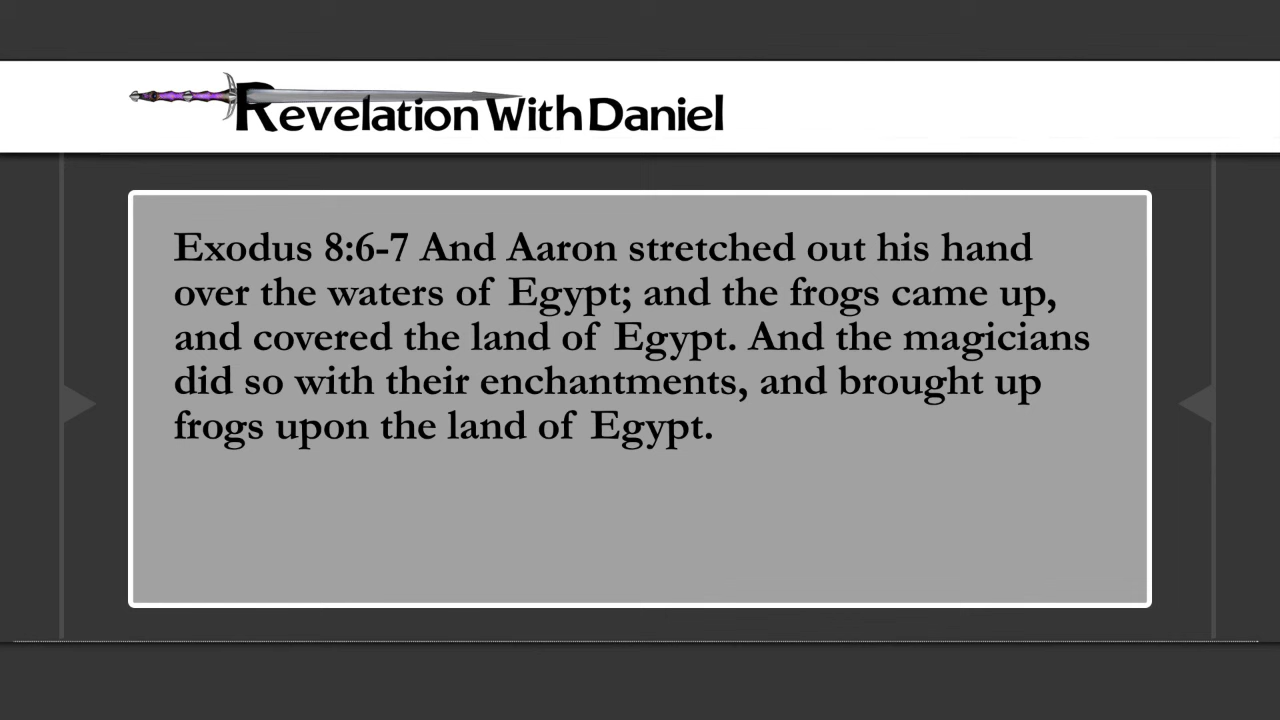 Revelation With Daniel
Exodus 8:6-7 And Aaron stretched out his hand
over the waters of Egypt; and the frogs came up,
and covered the land of Egypt. And the magicians
did so with their enchantments, and brought up
frogs upon the land of Egypt.